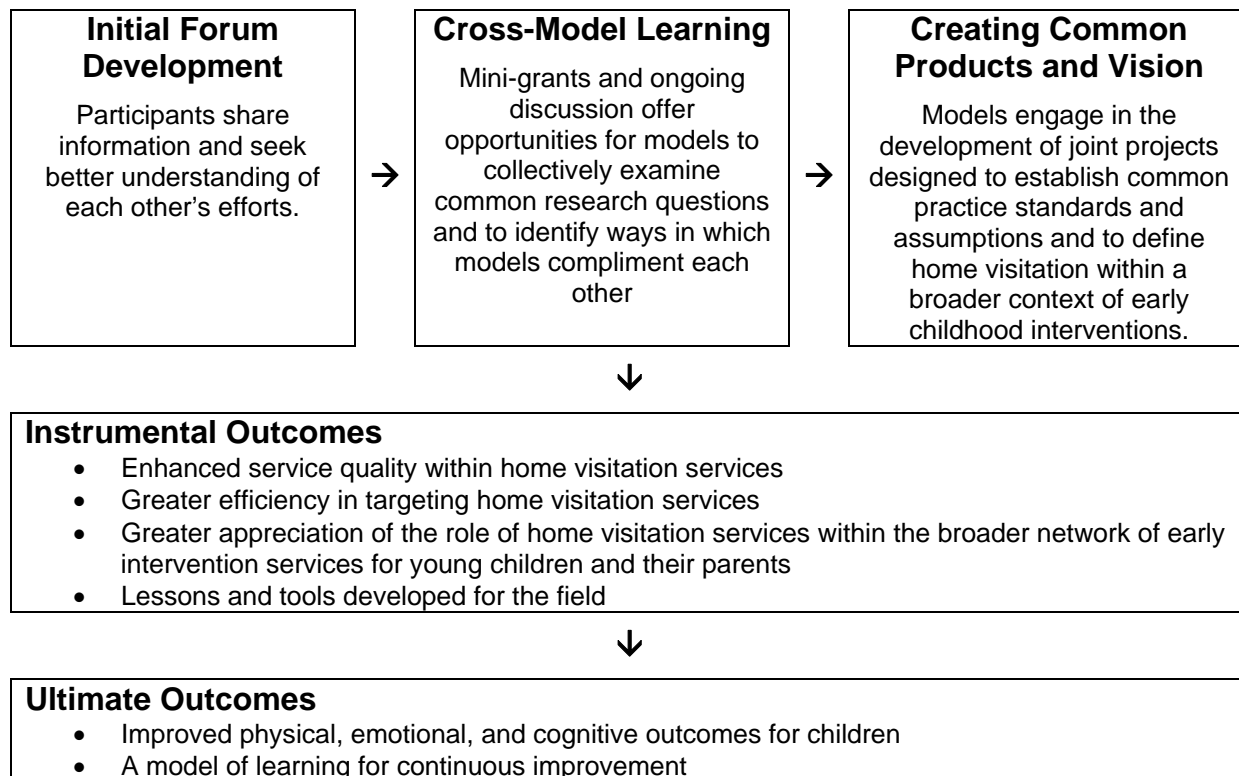 Initial Forum
Development
Participants share
information and seek
better understanding of
each other's efforts.
→
Cross-Model Learning
Mini-grants and ongoing
discussion offer
opportunities for models to
collectively examine
common research questions
and to identify ways in which
models compliment each
other
→
Creating Common
Products and Vision
Models engage in the
development of joint projects
designed to establish common
practice standards and
assumptions and to define
home visitation within a
broader context of early
childhood interventions.
↓
Instrumental Outcomes
• Enhanced service quality within home visitation services
• Greater efficiency in targeting home visitation services
• Greater appreciation of the role of home visitation services within the broader network of early
intervention services for young children and their parents
• Lessons and tools developed for the field
↓
Ultimate Outcomes
• Improved physical, emotional, and cognitive outcomes for children
• A model of learning for continuous improvement